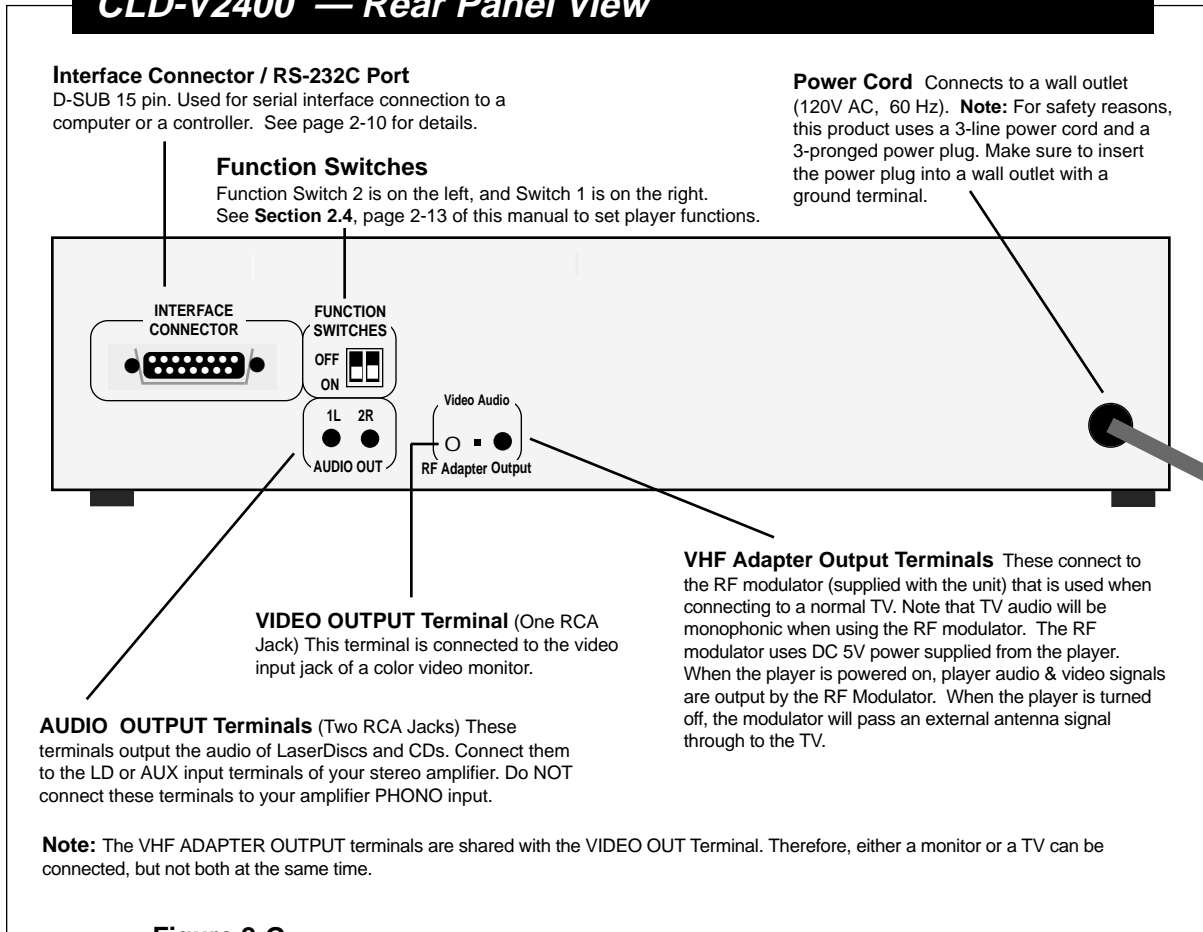 CLD-V2400 — Rear Panel View
Interface Connector / RS-232C Port
D-SUB 15 pin. Used for serial interface connection to a
computer or a controller. See page 2-10 for details.
Power Cord Connects to a wall outlet
(120V AC, 60 Hz). Note: For safety reasons,
this product uses a 3-line power cord and a
3-pronged power plug. Make sure to insert
the power plug into a wall outlet with a
ground terminal.
Function Switches
Function Switch 2 is on the left, and Switch 1 is on the right.
See Section 2.4, page 2-13 of this manual to set player functions.
INTERFACE
CONNECTOR
FUNCTION
SWITCHES
OFF
ON
1L 2R
AUDIO OUT
Video Audio
RF Adapter Output
VHF Adapter Output Terminals These connect to
the RF modulator (supplied with the unit) that is used when
connecting to a normal TV. Note that TV audio will be
monophonic when using the RF modulator. The RF
modulator uses DC 5V power supplied from the player.
When the player is powered on, player audio & video signals
are output by the RF Modulator. When the player is turned
off, the modulator will pass an external antenna signal
through to the TV.
VIDEO OUTPUT Terminal (One RCA
Jack) This terminal is connected to the video
input jack of a color video monitor.
AUDIO OUTPUT Terminals (Two RCA Jacks) These
terminals output the audio of LaserDiscs and CDs. Connect them
to the LD or AUX input terminals of your stereo amplifier. Do NOT
connect these terminals to your amplifier PHONO input.
Note: The VHF ADAPTER OUTPUT terminals are shared with the VIDEO OUT Terminal. Therefore, either a monitor or a TV can be
connected, but not both at the same time.